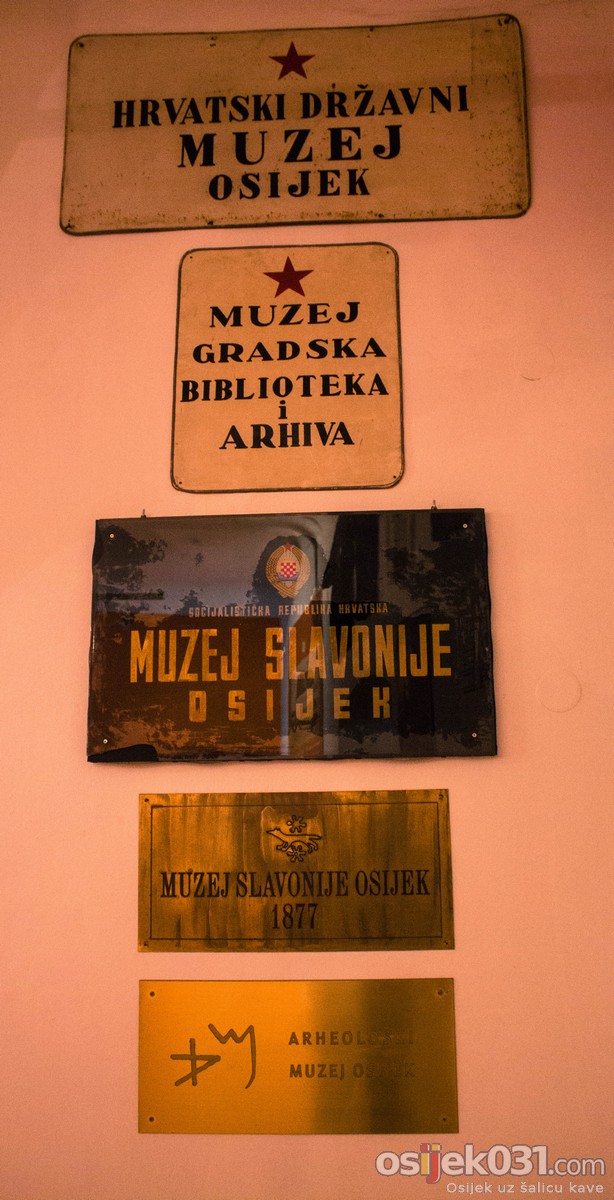 HRVATSKI DRŽAVNI
MUZEJ
OSIJEK
MUZEJ
GRADSKA
BIBLIOTEKA
i
ARHIVA
SOCIJALISTIČKA REPUBLIKA HRVATSKA
MUZEJ SLAVONIJE
OSIJEK
MUZEJ SLAVONIJE OSIJEK
1877
ARHEOLOŠKI
MUZEJ OSIJEK
osijek031.com
Osijek uz šalicu kave